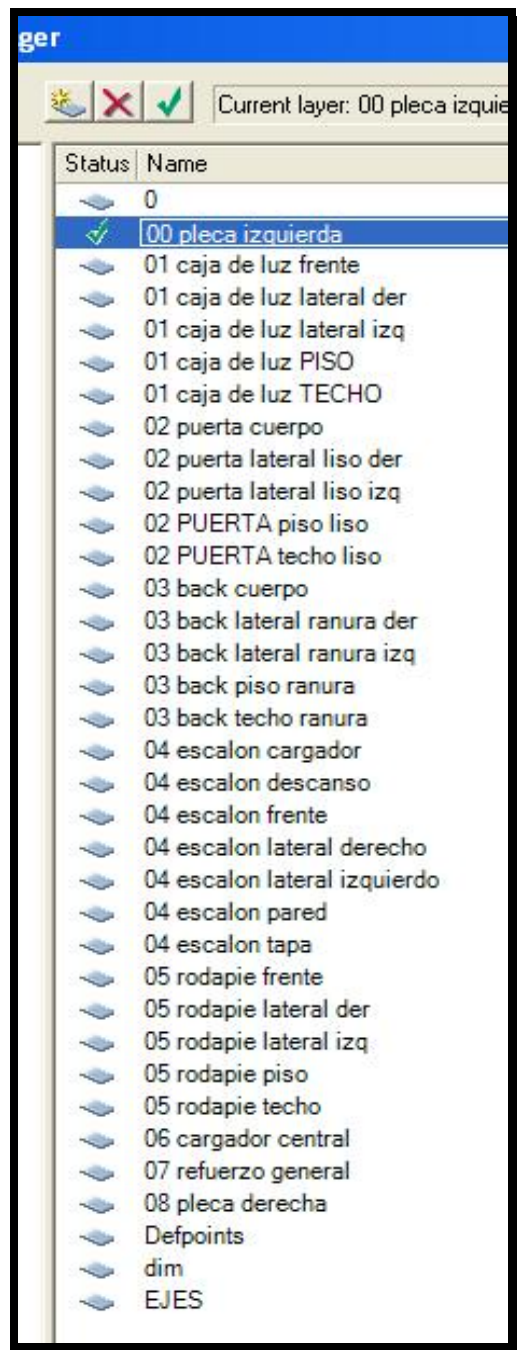 ger
Current layer: 00 pleca izquie
Status Name
0
00 pleca izquierda
01 caja de luz frente
01 caja de luz lateral der
01 caja de luz lateral izq
01 caja de luz PISO
01 caja de luz TECHO
02 puerta cuerpo
02 puerta lateral liso der
02 puerta lateral liso izq
02 PUERTA piso liso
02 PUERTA techo liso
03 back cuerpo
03 back lateral ranura der
03 back lateral ranura izq
03 back piso ranura
03 back techo ranura
04 escalon cargador
04 escalon descanso
04 escalon frente
04 escalon lateral derecho
04 escalon lateral izquierdo
04 escalon pared
04 escalon tapa
05 rodapie frente
05 rodapie lateral der
05 rodapie lateral izq
05 rodapie piso
05 rodapie techo
06 cargador central
07 refuerzo general
08 pleca derecha
Defpoints
dim
EJES